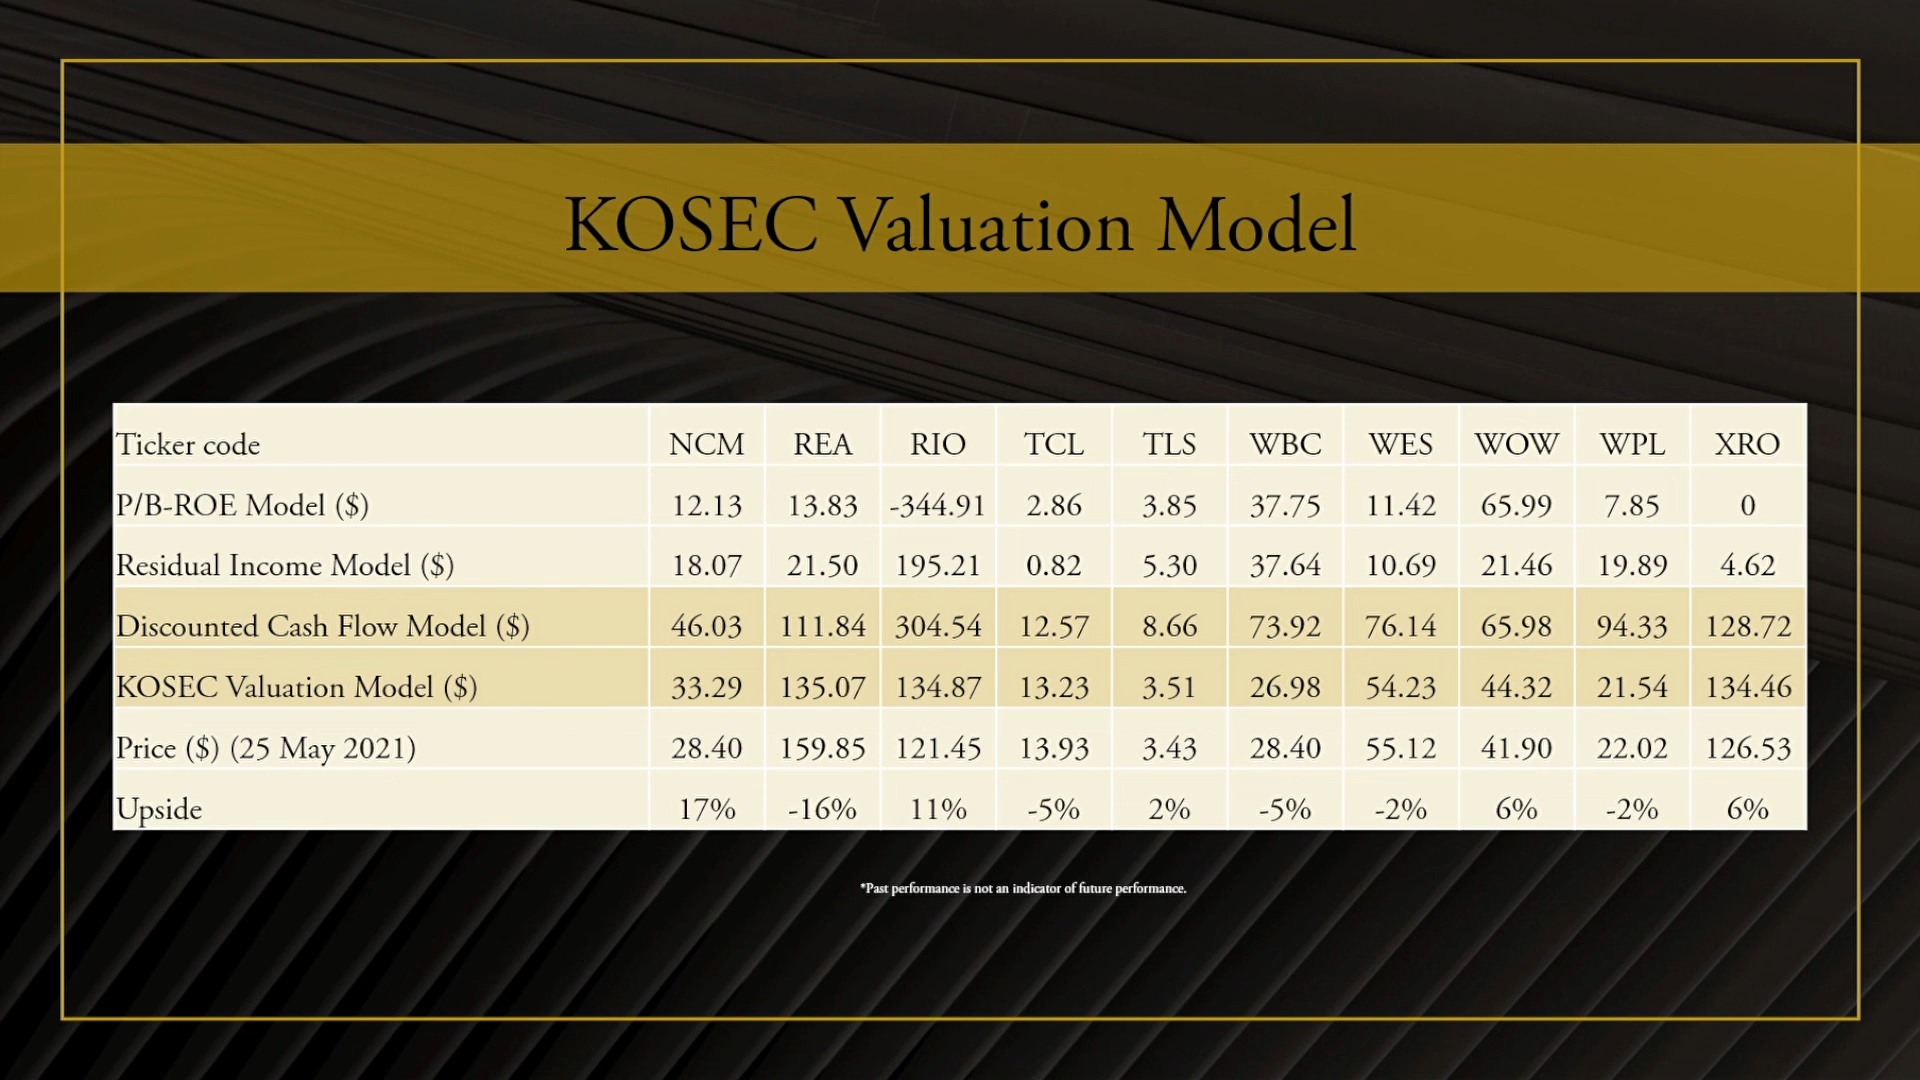 KOSEC Valuation Model
Ticker code NCM REA RIO TCL TLS WBC WES WOW WPL XRO
P/B-ROE Model ($) 12.13 13.83 -344.91 2.86 3.85 37.75 11.42 65.99 7.85 0
Residual Income Model ($) 18.07 21.50 195.21 0.82 5.30 37.64 10.69 21.46 19.89 4.62
Discounted Cash Flow Model ($) 46.03 111.84 304.54 12.57 8.66 73.92 76.14 65.98 94.33 128.72
KOSEC Valuation Model ($) 33.29 135.07 134.87 13.23 3.51 26.98 54.23 44.32 21.54 134.46
Price ($) (25 May 2021) 28.40 159.85 121.45 13.93 3.43 28.40 55.12 41.90 22.02 126.53
Upside 17% -16% 11% -5% 2% -5% -2% 6% -2% 6%
*Past performance is not an indicator of future performance.